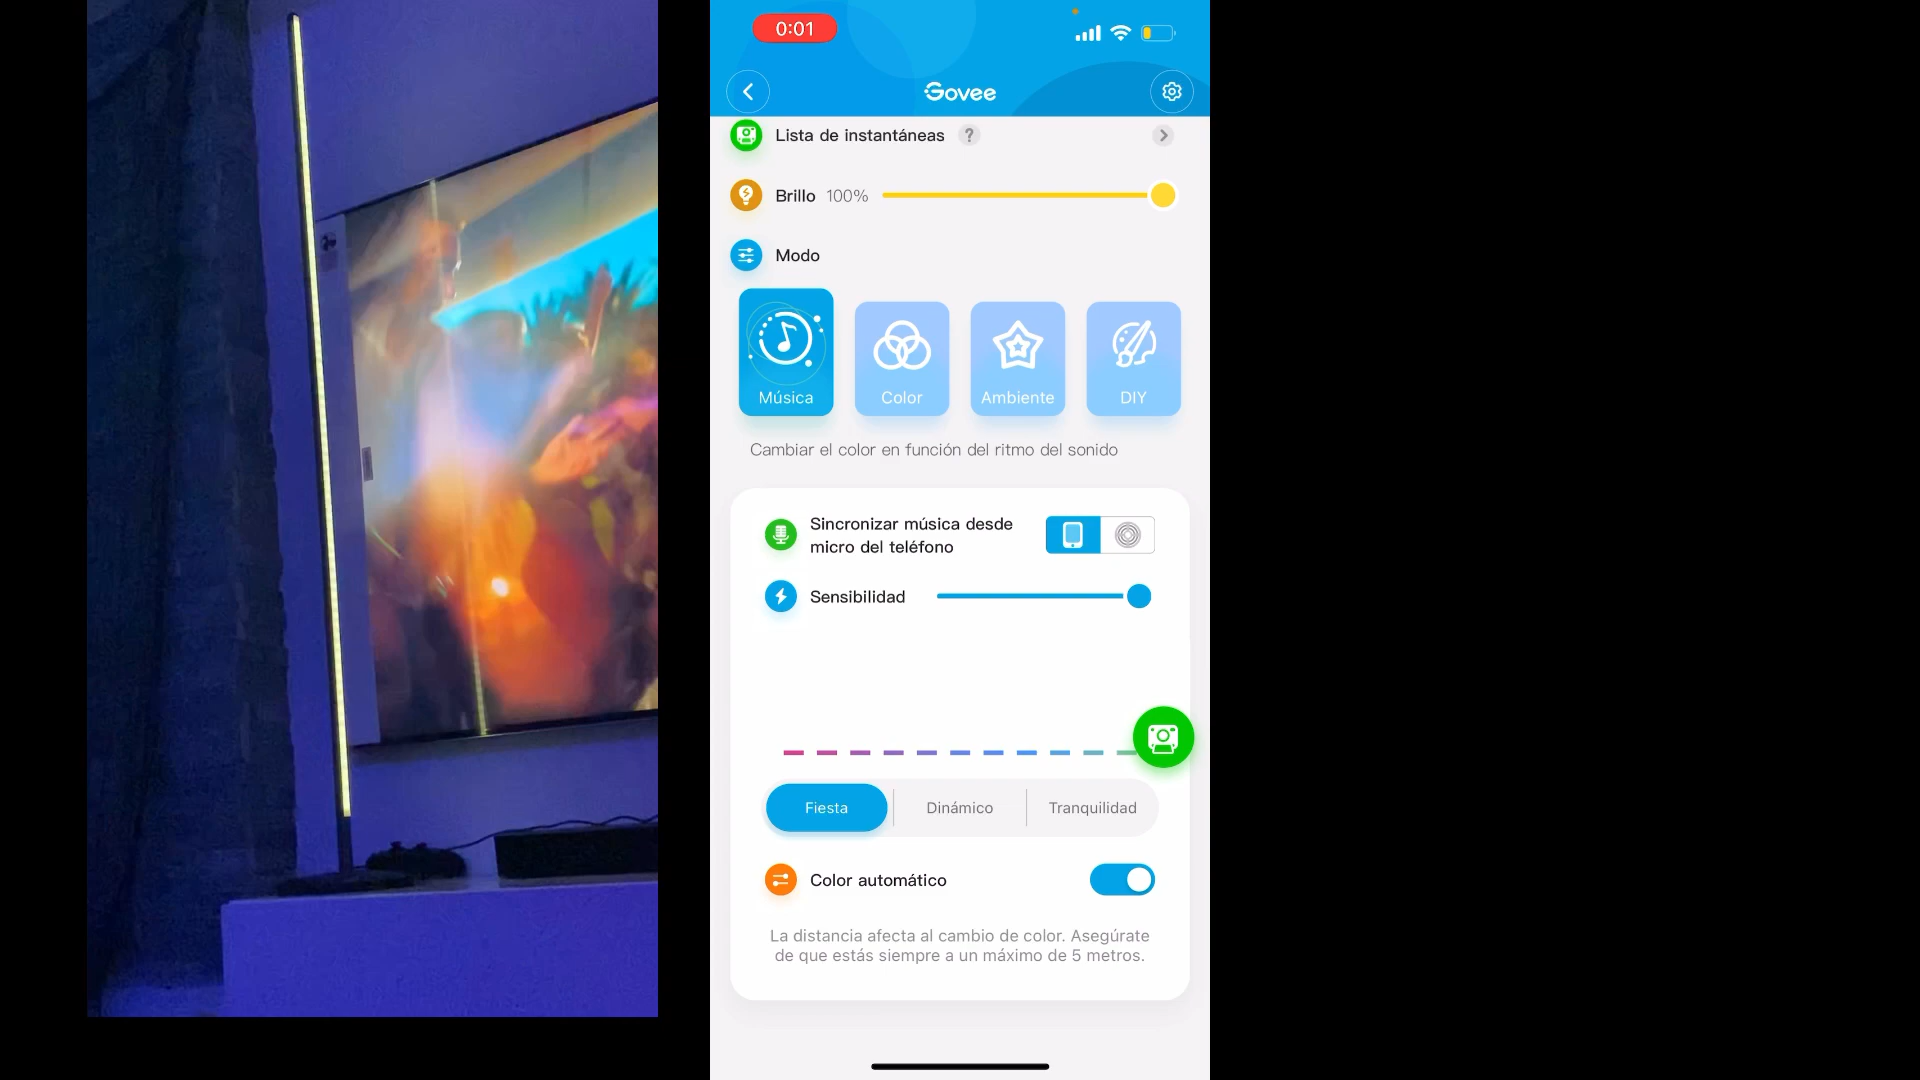 0:01
Govee
Lista de instantáneas ?
Brillo 100%
Modo
Música
Color
Ambiente
DIY
Cambiar el color en función del ritmo del sonido
Sincronizar música desde
micro del teléfono
Sensibilidad
Fiesta
Dinámico
Tranquilidad
Color automático
La distancia afecta al cambio de color. Asegúrate
de que estás siempre a un máximo de 5 metros.